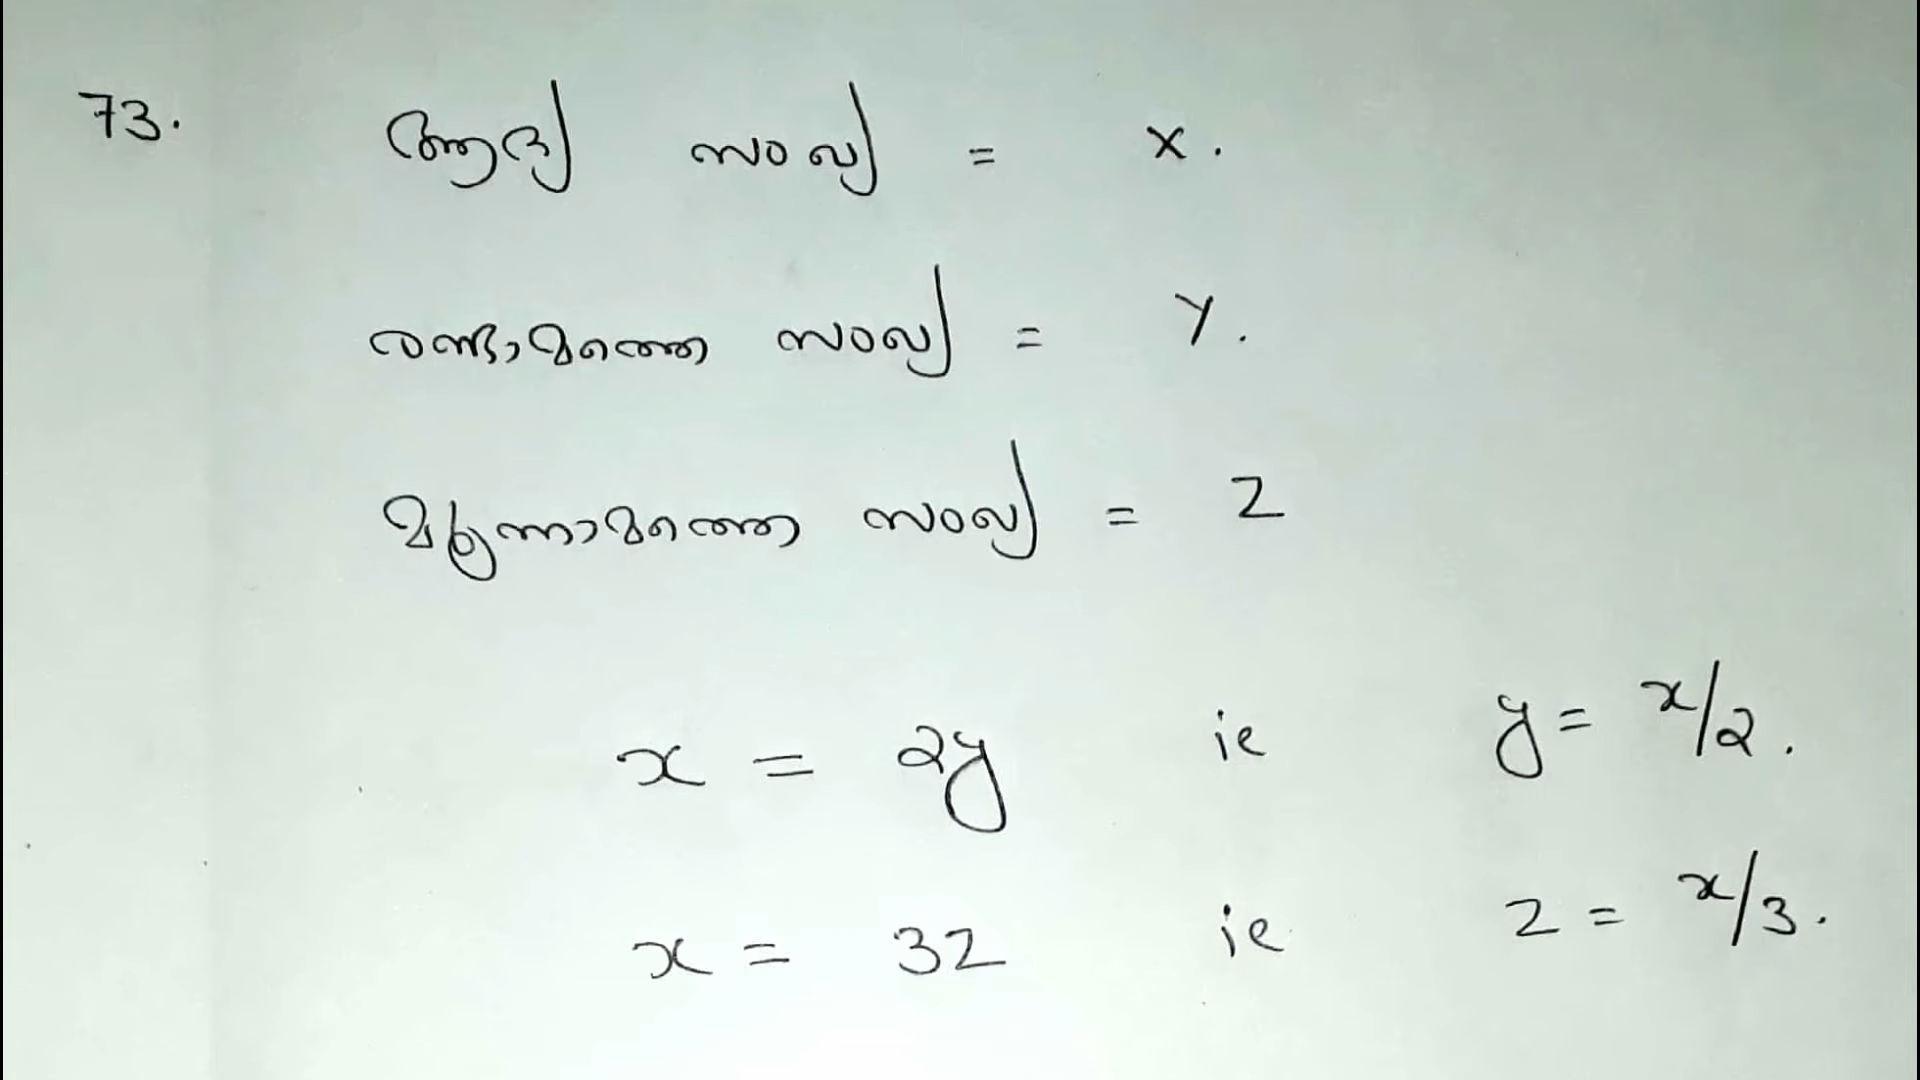 73. ആദ്യ സംഖ്യ = x.
രണ്ടാമത്തെ സംഖ്യ = y.
മൂന്നാമത്തെ സംഖ്യ = z
x = 2y ie y = x/2.
x = 3z ie z = x/3.